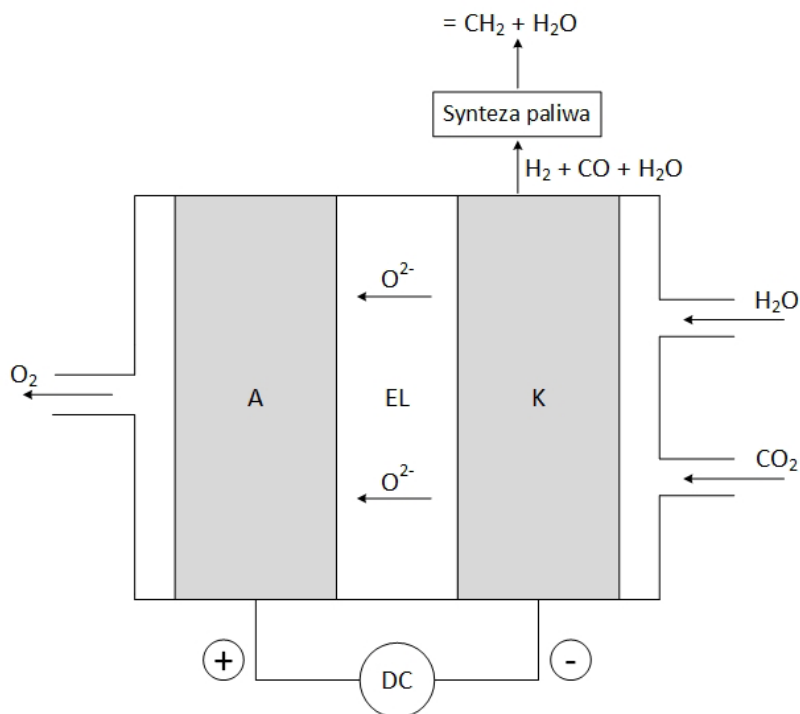 = CH₂ + H₂O
Synteza paliwa
H₂ + CO + H₂O
O²⁻
H₂O
O₂
A
EL
K
CO₂
O²⁻
+
-
DC